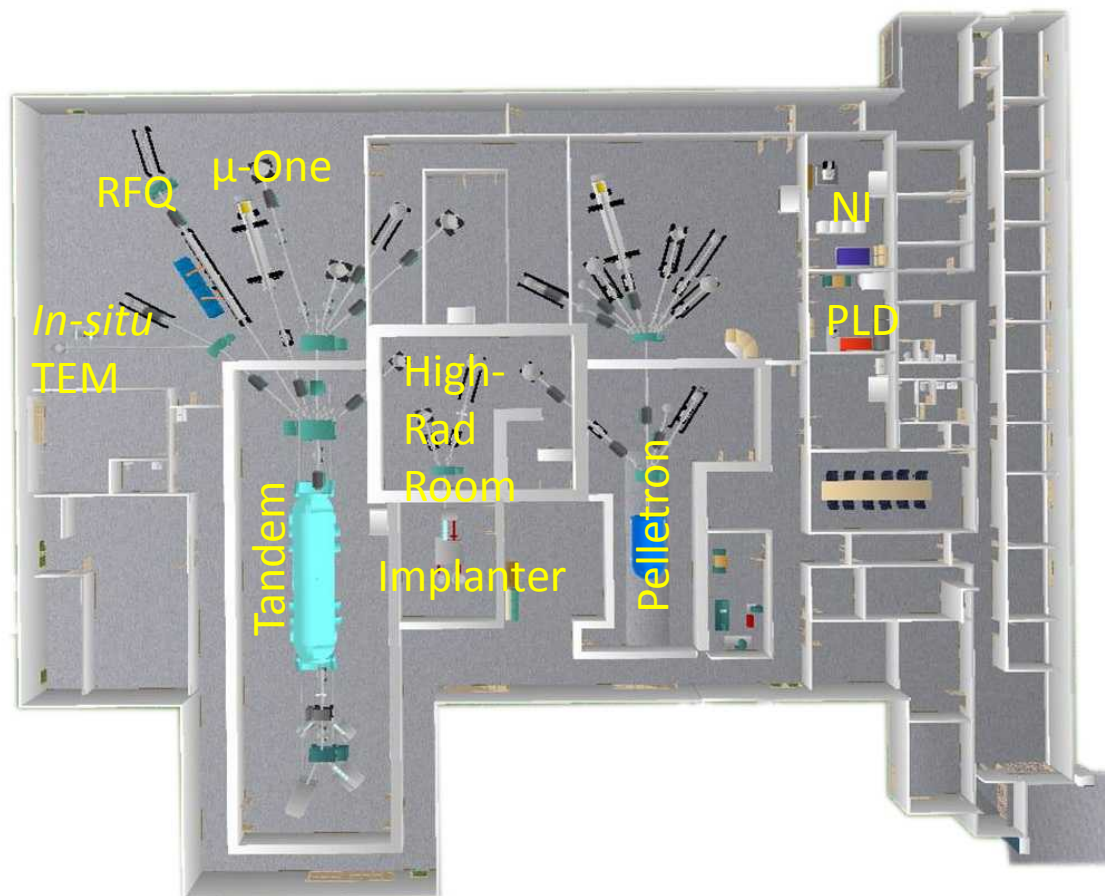 μ-One
RFQ
NI
In-situ
TEM
PLD
High-
Rad
Room
Tandem
Implanter
Pelletron